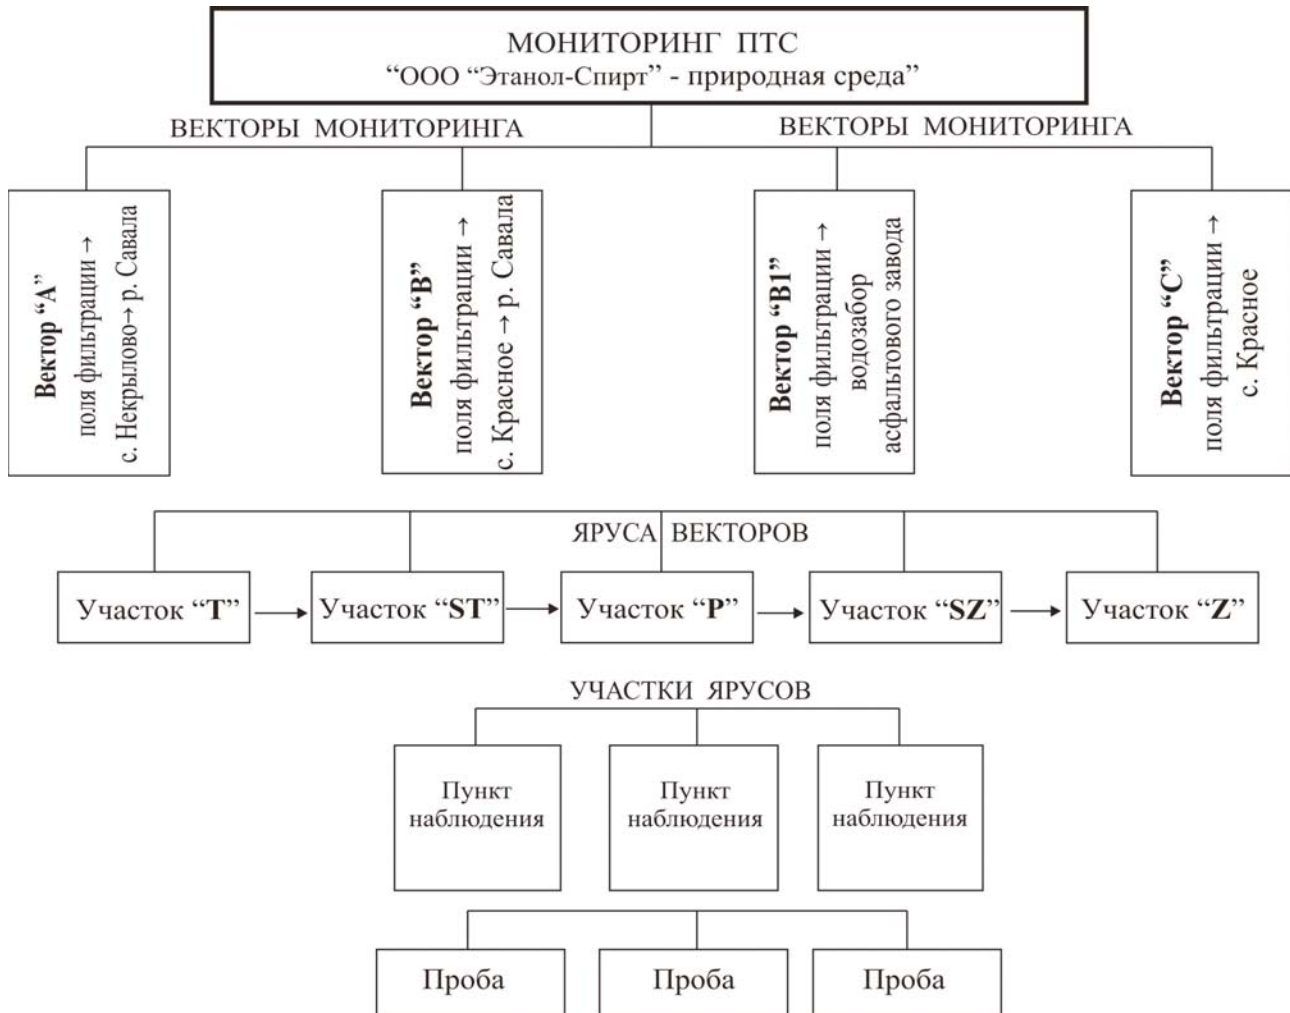 МОНИТОРИНГ ПТС
“ООО “Этанол-Спирт” - природная среда”
ВЕКТОРЫ МОНИТОРИНГА
ВЕКТОРЫ МОНИТОРИНГА
Вектор “А”
поля фильтрации →
с. Некрылово→ р. Савала
Вектор “В”
поля фильтрации →
с. Красное → р. Савала
Вектор “В1”
поля фильтрации →
водозабор
асфальтового завода
Вектор “С”
поля фильтрации →
с. Красное
ЯРУСА ВЕКТОРОВ
Участок “T”
Участок “ST”
Участок “P”
Участок “SZ”
Участок “Z”
УЧАСТКИ ЯРУСОВ
Пункт
наблюдения
Пункт
наблюдения
Пункт
наблюдения
Проба
Проба
Проба